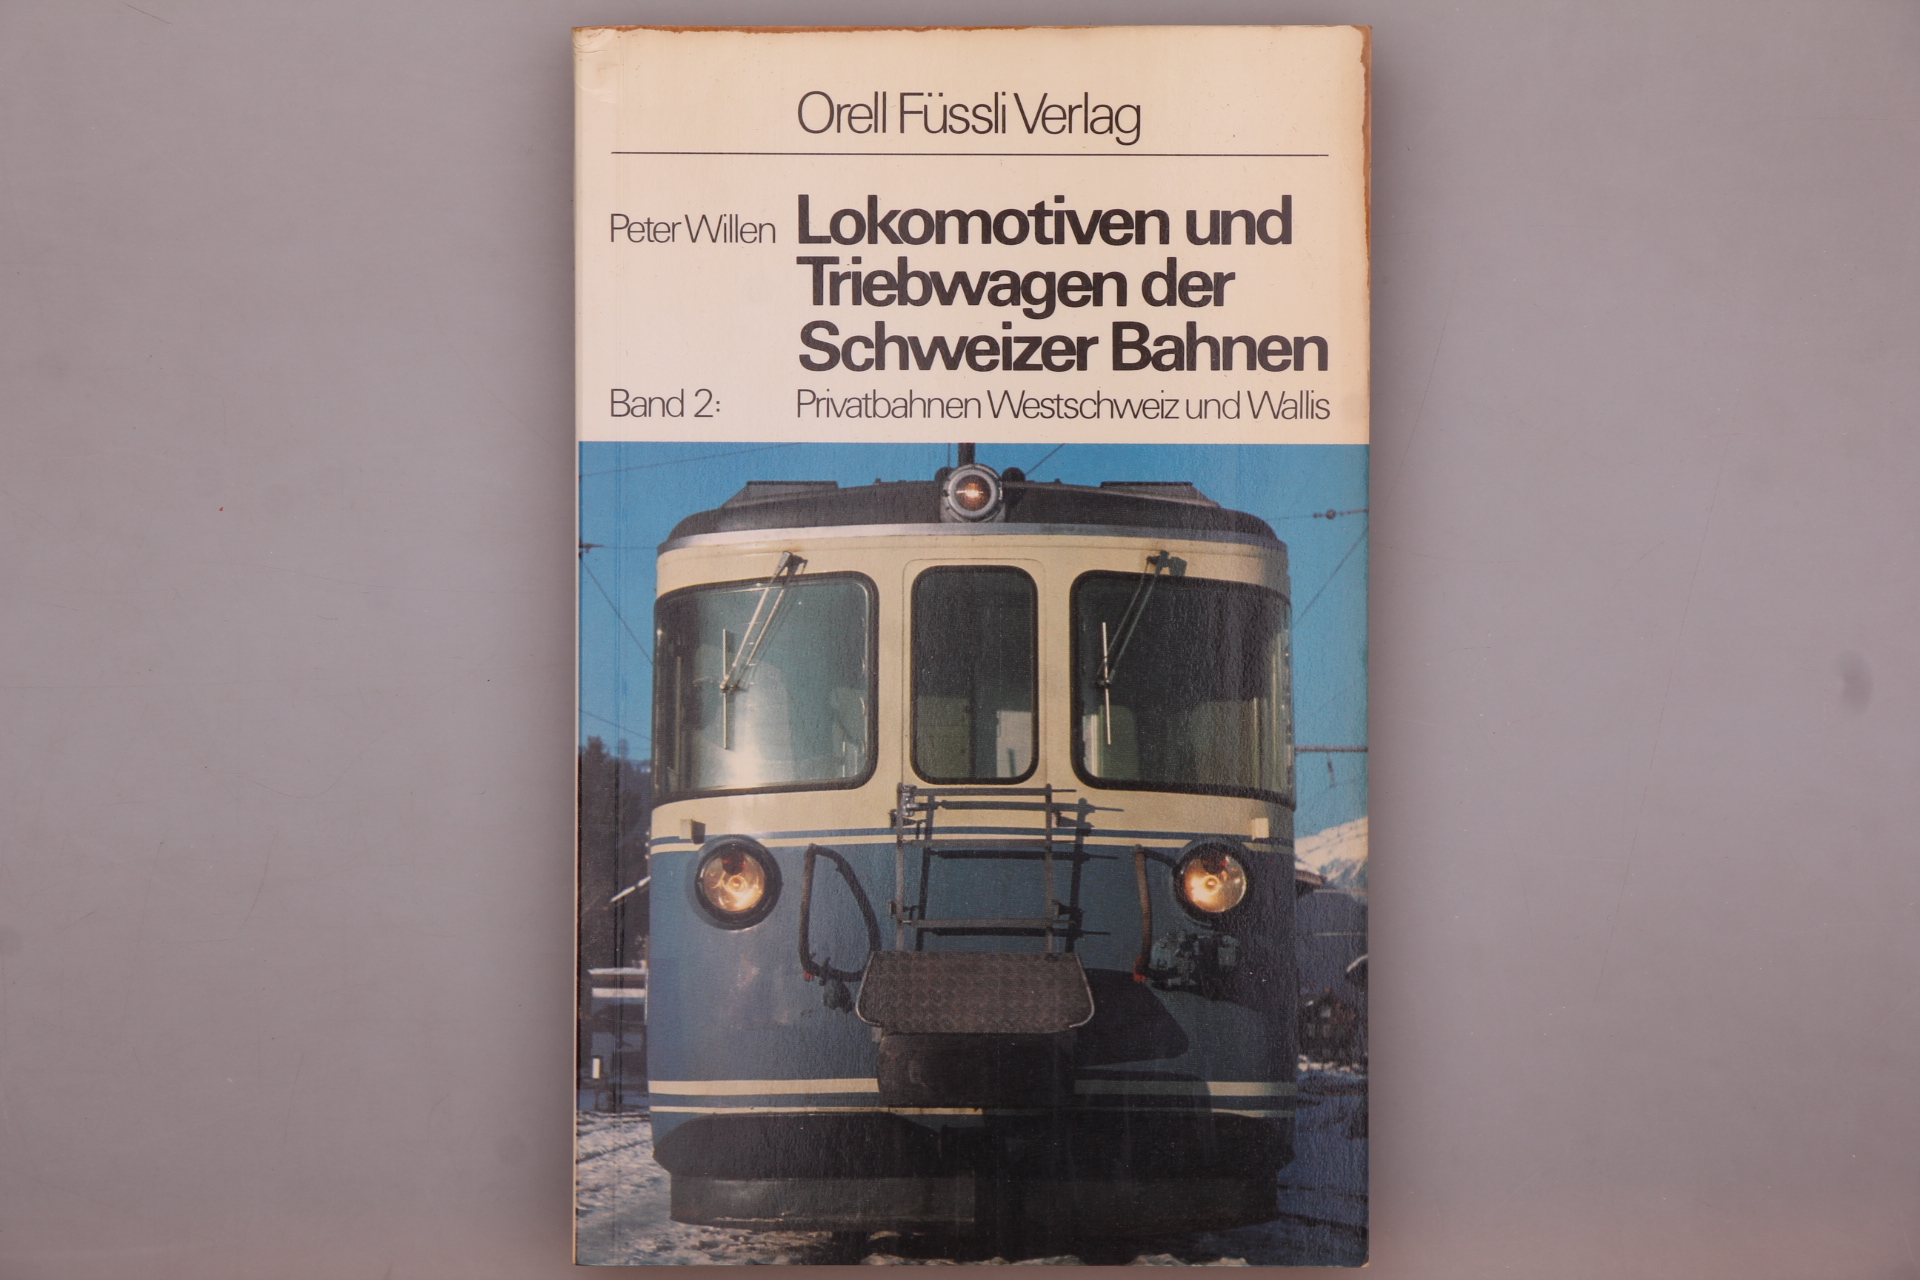 Orell Füssli Verlag
Peter Willen Lokomotiven und
Triebwagen der
Schweizer Bahnen
Band 2: Privatbahnen Westschweiz und Wallis